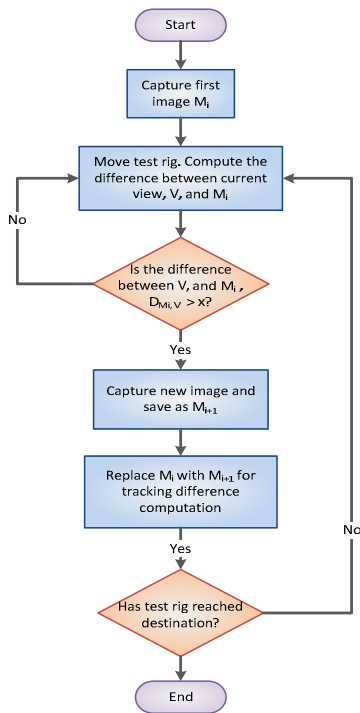 Start
Capture first
image Mi
Move test rig. Compute the
difference between current
view, V, and Mi
No
Is the difference
between V, and Mi ,
DMi,V > x?
Yes
Capture new image and
save as Mi+1
Replace Mi with Mi+1 for
tracking difference
computation
Yes
No
Has test rig reached
destination?
End